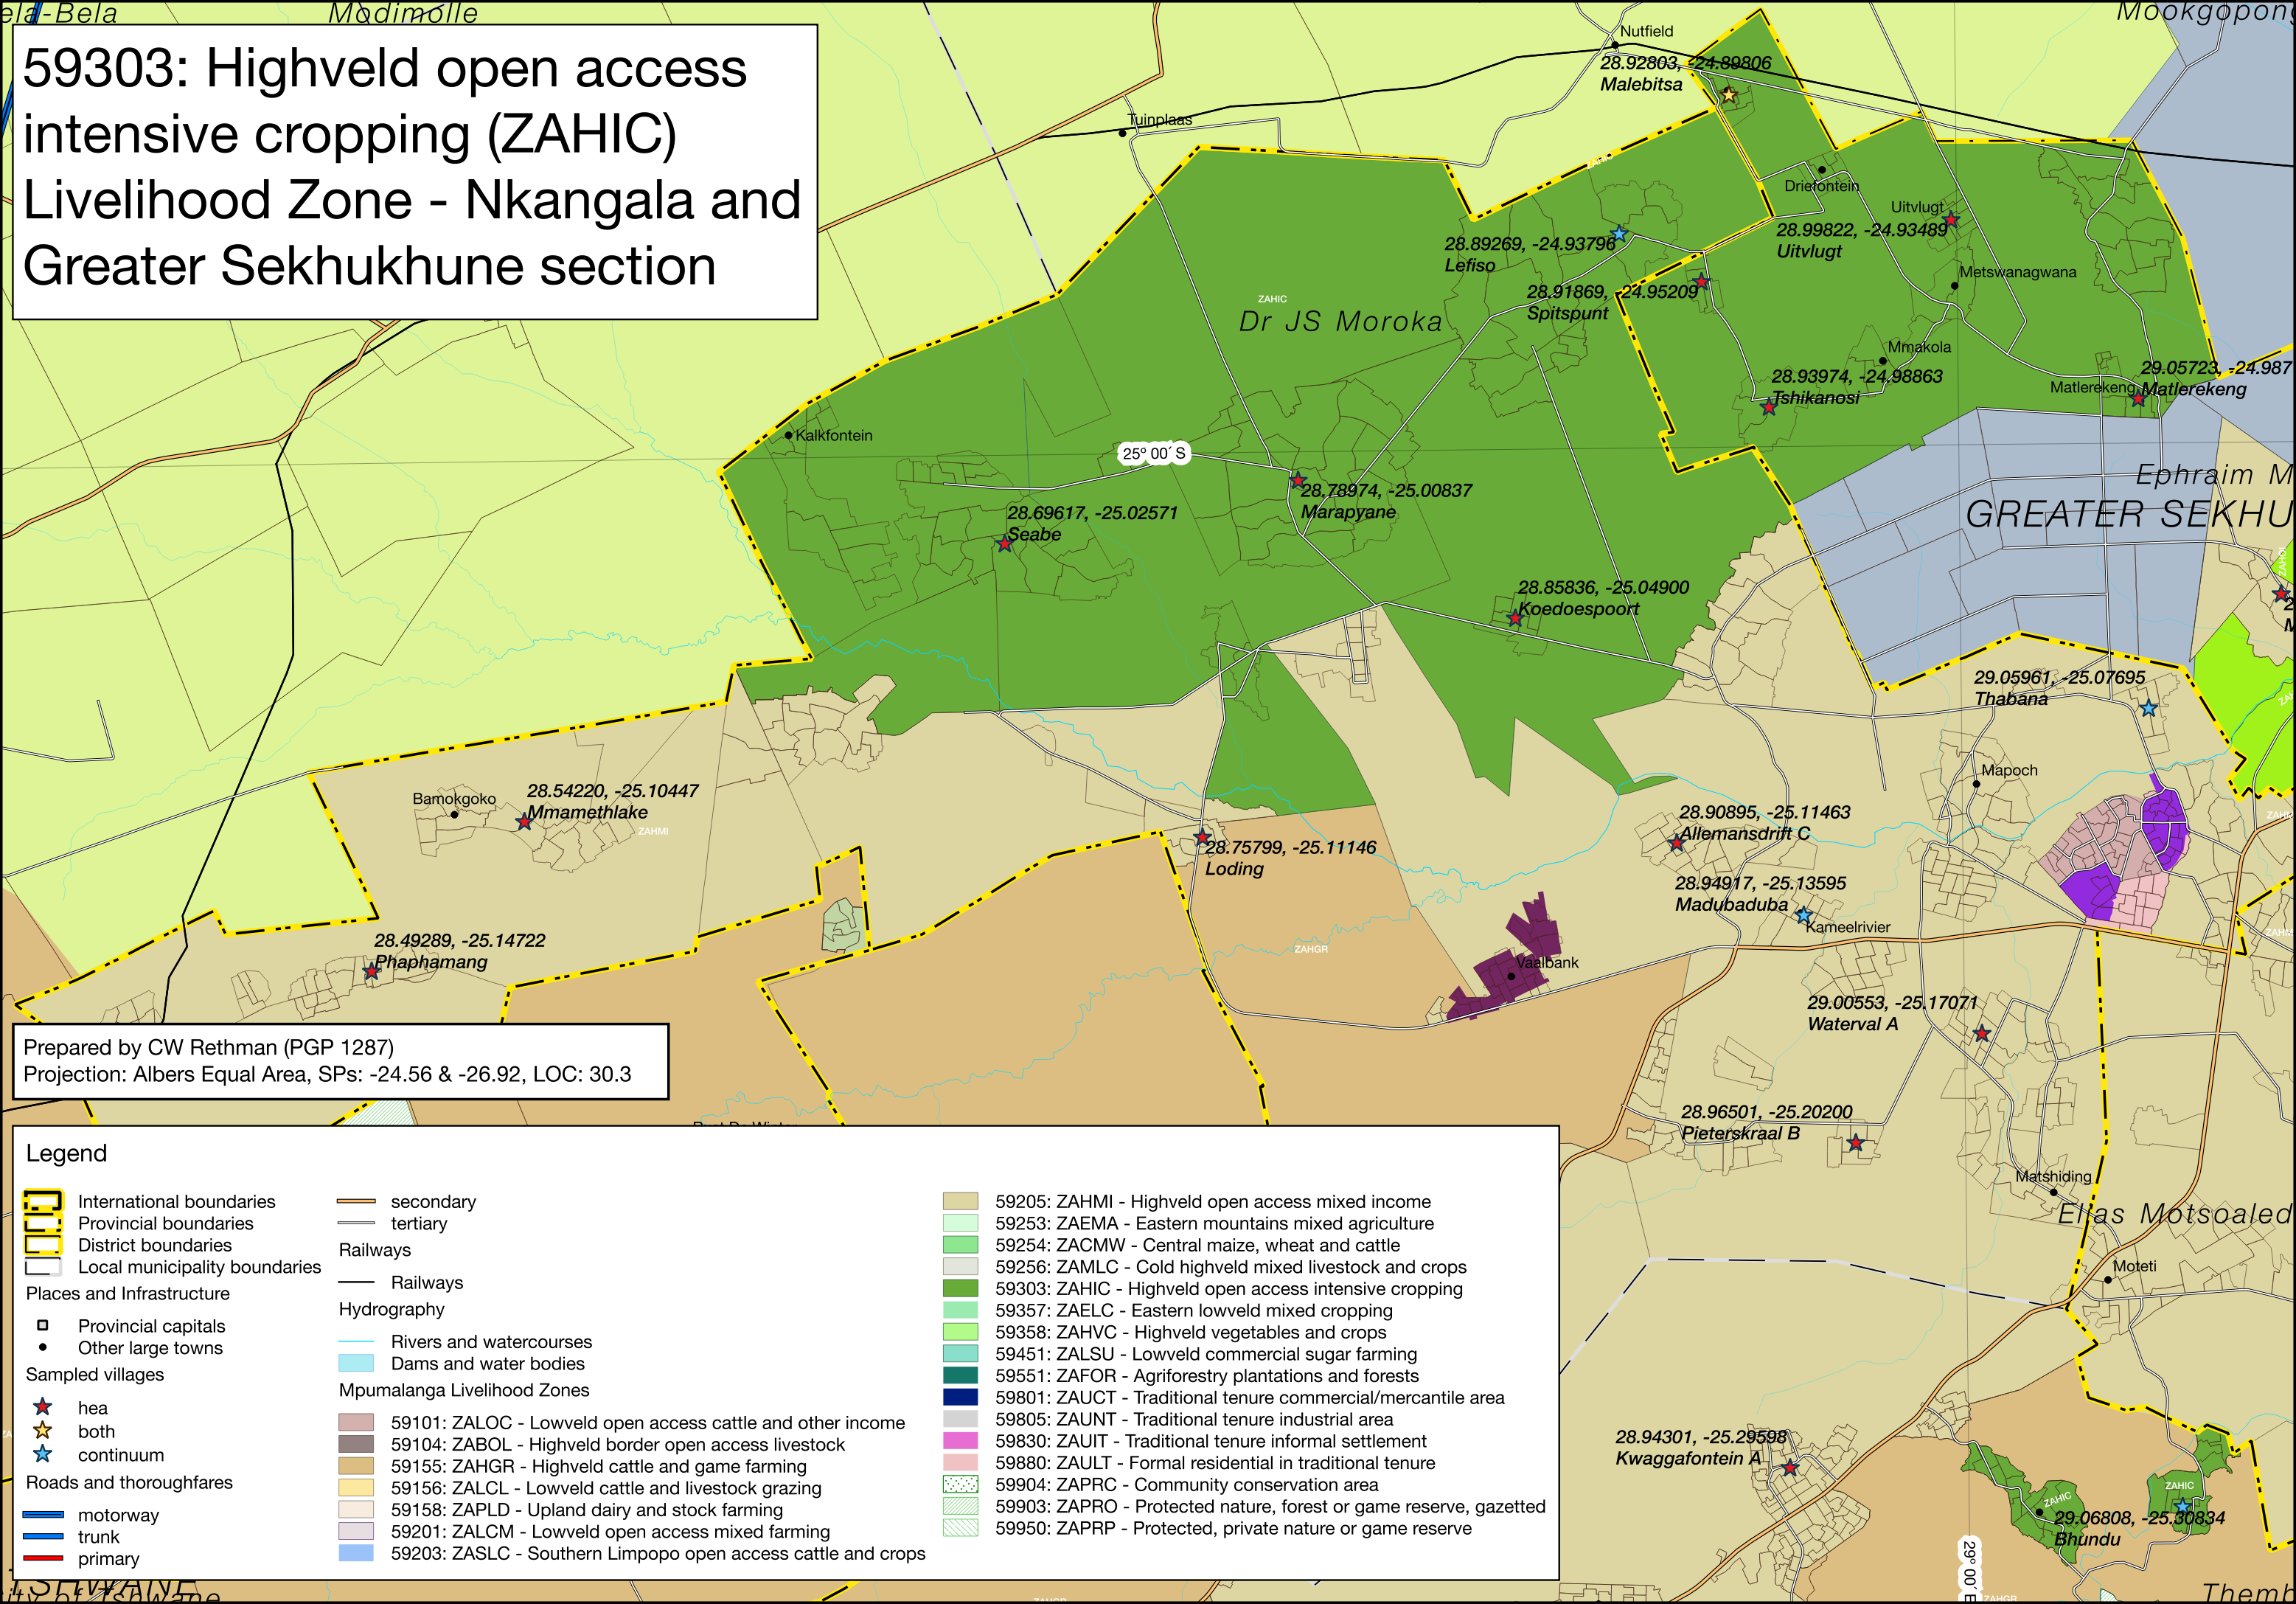 ela-Bela
Modimolle
Mookgopong
59303: Highveld open access
intensive cropping (ZAHIC)
Livelihood Zone - Nkangala and
Greater Sekhukhune section
Nutfield
28.92803, -24.89806
Malebitsa
Tuinplaas
ZAHIC
Driefontein
Uitvlugt
28.99822, -24.93489
Uitvlugt
28.89269, -24.93796
Lefiso
Metswanagwana
28.91869, -24.95209
Spitspunt
ZAHIC
Dr JS Moroka
Mmakola
28.93974, -24.98863
Tshikanosi
29.05723, -24.987
Matlerekeng
Matlerekeng
Kalkfontein
25° 00' S
Ephraim M
GREATER SEKHU
28.78974, -25.00837
Marapyane
28.69617, -25.02571
Seabe
28.85836, -25.04900
Koedoespoort
29.05961, -25.07695
Thabana
Mapoch
Bamokgoko
28.54220, -25.10447
Mmamethlake
ZAHMI
28.90895, -25.11463
Allemansdrift C
28.75799, -25.11146
Loding
28.94917, -25.13595
Madubaduba
Kameelrivier
ZAHGR
28.49289, -25.14722
Phaphamang
Vaalbank
29.00553, -25.17071
Waterval A
Prepared by CW Rethman (PGP 1287)
Projection: Albers Equal Area, SPs: -24.56 & -26.92, LOC: 30.3
28.96501, -25.20200
Pieterskraal B
Matshiding
Elias Motsoaled
Moteti
28.94301, -25.29598
Kwaggafontein A
ZAHIC
ZAHIC
29.06808, -25.30834
Bhundu
29° 00' E
ZAHGR
Themb
Legend
International boundaries
Provincial boundaries
District boundaries
Local municipality boundaries
Places and Infrastructure
Provincial capitals
Other large towns
Sampled villages
hea
both
continuum
Roads and thoroughfares
motorway
trunk
primary
secondary
tertiary
Railways
Railways
Hydrography
Rivers and watercourses
Dams and water bodies
Mpumalanga Livelihood Zones
59101: ZALOC - Lowveld open access cattle and other income
59104: ZABOL - Highveld border open access livestock
59155: ZAHGR - Highveld cattle and game farming
59156: ZALCL - Lowveld cattle and livestock grazing
59158: ZAPLD - Upland dairy and stock farming
59201: ZALCM - Lowveld open access mixed farming
59203: ZASLC - Southern Limpopo open access cattle and crops
59205: ZAHMI - Highveld open access mixed income
59253: ZAEMA - Eastern mountains mixed agriculture
59254: ZACMW - Central maize, wheat and cattle
59256: ZAMLC - Cold highveld mixed livestock and crops
59303: ZAHIC - Highveld open access intensive cropping
59357: ZAELC - Eastern lowveld mixed cropping
59358: ZAHVC - Highveld vegetables and crops
59451: ZALSU - Lowveld commercial sugar farming
59551: ZAFOR - Agriforestry plantations and forests
59801: ZAUCT - Traditional tenure commercial/mercantile area
59805: ZAUNT - Traditional tenure industrial area
59830: ZAUIT - Traditional tenure informal settlement
59880: ZAULT - Formal residential in traditional tenure
59904: ZAPRC - Community conservation area
59903: ZAPRO - Protected nature, forest or game reserve, gazetted
59950: ZAPRP - Protected, private nature or game reserve
TSHWANE
ity of Tshwane
ZAHGR